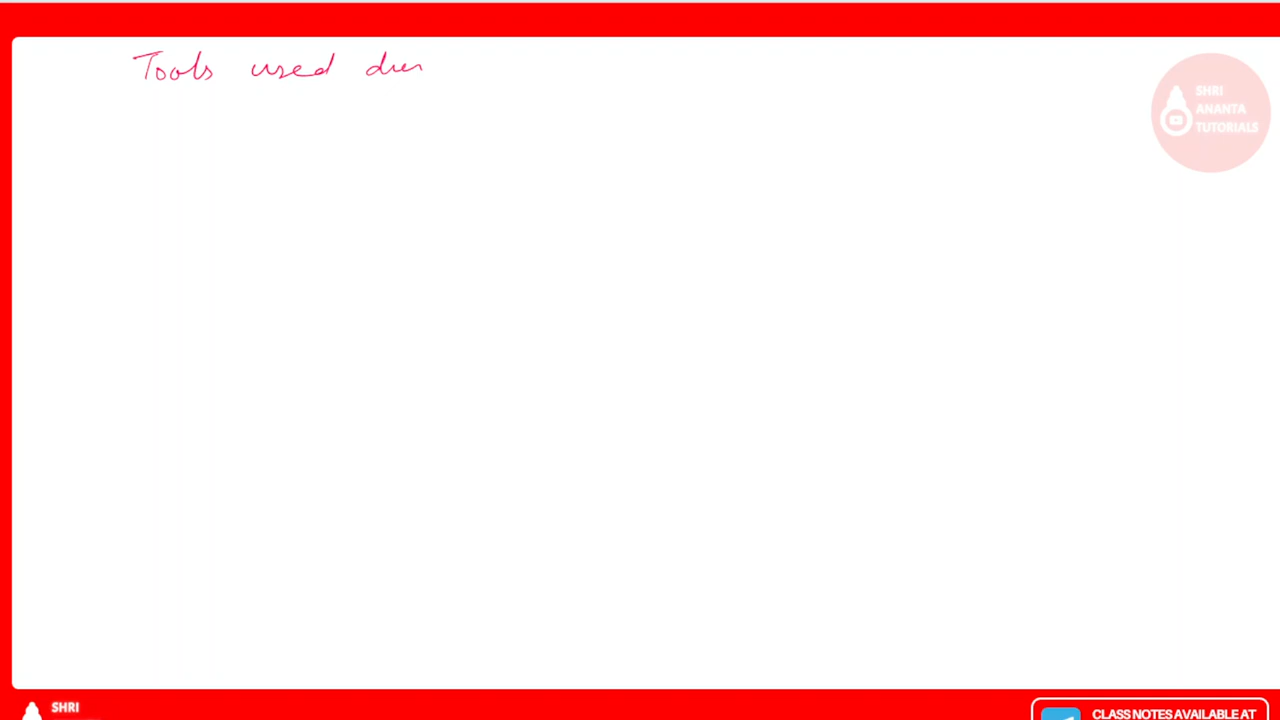 Tools used dur
SHRI
ANANTA
TUTORIALS
SHRI
CLASS NOTES AVAILABLE AT